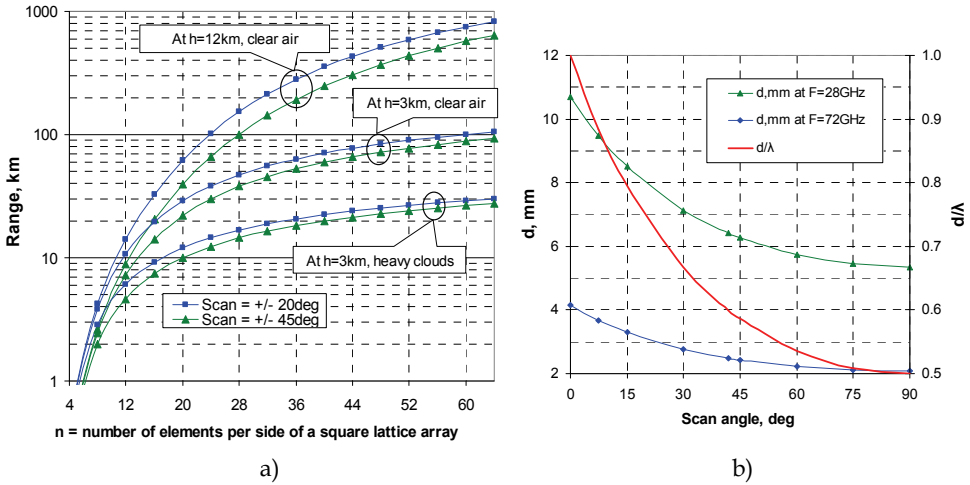 1000
100
10
1
Range, km
At h=12km, clear air
At h=3km, clear air
At h=3km, heavy clouds
Scan = +/- 20deg
Scan = +/- 45deg
4 12 20 28 36 44 52 60
n = number of elements per side of a square lattice array
a)
12
10
8
6
4
2
d, mm
d,mm at F=28GHz
d,mm at F=72GHz
d/λ
1.0
0.9
0.8
0.7
0.6
0.5
d/λ
0 15 30 45 60 75 90
Scan angle, deg
b)